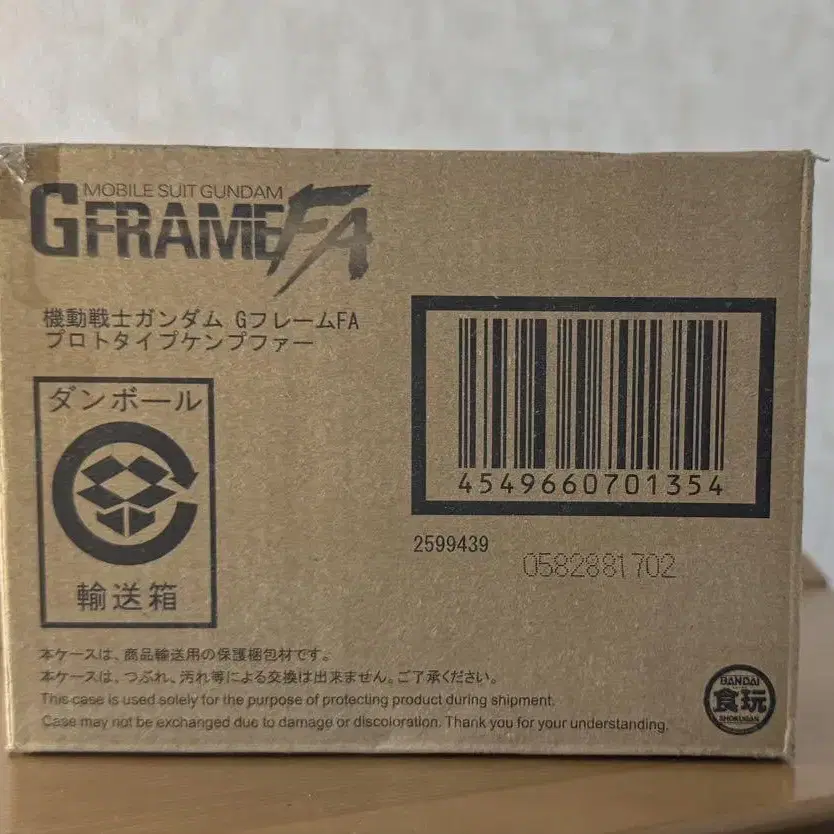 MOBILE SUIT GUNDAM
GFRAMEFA
機動戦士ガンダム GフレームFA
プロトタイプケンプファー
ダンボール
輸送箱
4549660701354
2599439
0582881702
本ケースは、商品輸送用の保護梱包材です。
本ケースは、つぶれ、汚れ等による交換は出来ません。ご了承ください。
This case is used solely for the purpose of protecting product during shipment.
Case may not be exchanged due to damage or discoloration. Thank you for your understanding.
BANDAI
食玩
SHOKUGAN